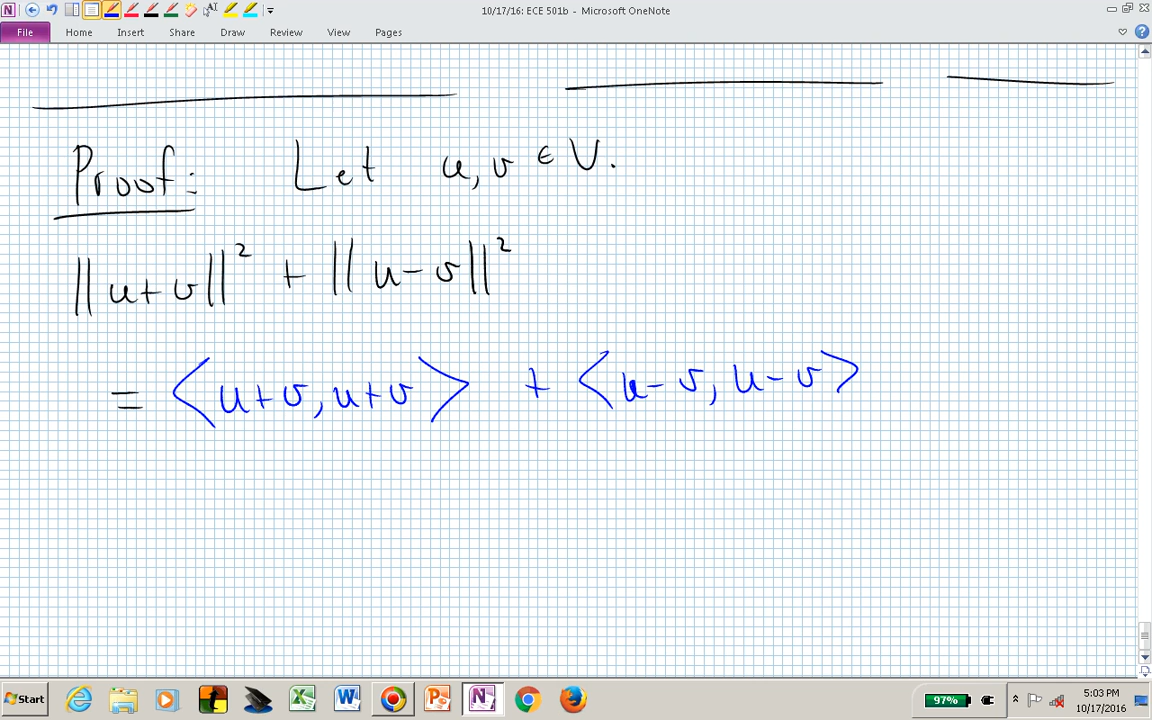 10/17/16: ECE 501b - Microsoft OneNote
File Home Insert Share Draw Review View Pages
Proof: Let u, v ∈ V.
||u+v||² + ||u-v||²
= <u+v, u+v> + <u-v, u-v>
Start
97%
5:03 PM
10/17/2016